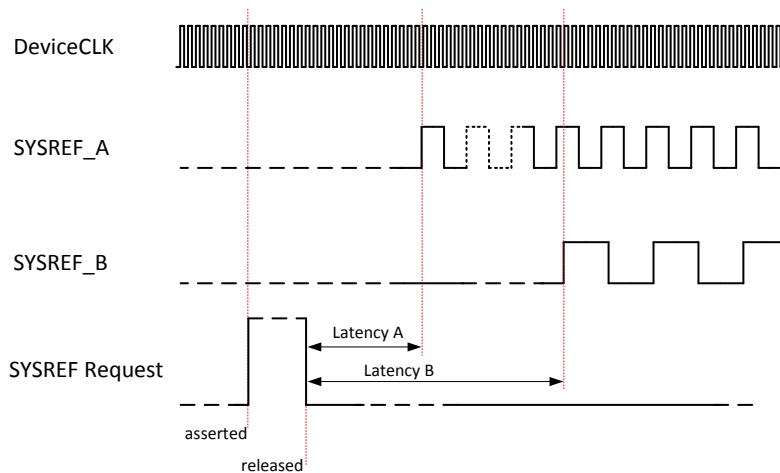 DeviceCLK
SYSREF_A
SYSREF_B
Latency A
SYSREF Request
Latency B
asserted
released